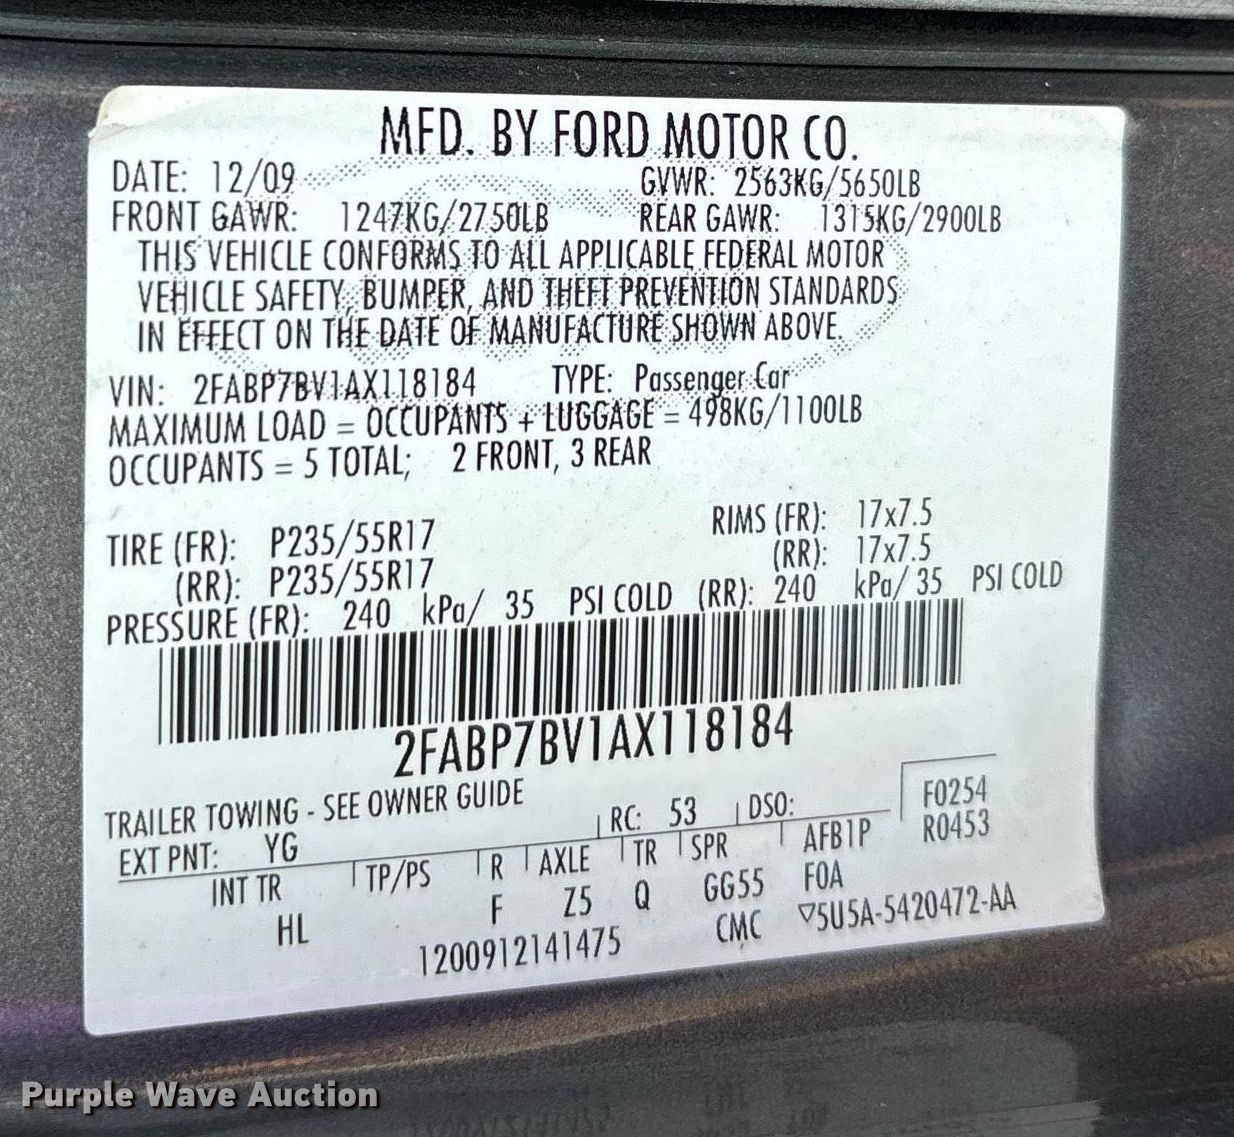 MFD. BY FORD MOTOR CO.
DATE: 12/09 GVWR: 2563KG/5650LB
FRONT GAWR: 1247KG/2750LB REAR GAWR: 1315KG/2900LB
THIS VEHICLE CONFORMS TO ALL APPLICABLE FEDERAL MOTOR
VEHICLE SAFETY, BUMPER, AND THEFT PREVENTION STANDARDS
IN EFFECT ON THE DATE OF MANUFACTURE SHOWN ABOVE.
VIN: 2FABP7BV1AX118184 TYPE: Passenger Car
MAXIMUM LOAD = OCCUPANTS + LUGGAGE = 498KG/1100LB
OCCUPANTS = 5 TOTAL; 2 FRONT, 3 REAR
TIRE (FR): P235/55R17 RIMS (FR): 17x7.5
(RR): P235/55R17 (RR): 17x7.5
PRESSURE (FR): 240 kPa/ 35 PSI COLD (RR): 240 kPa/ 35 PSI COLD
2FABP7BV1AX118184
TRAILER TOWING - SEE OWNER GUIDE
EXT PNT: YG RC: 53 DSO: F0254
R0453
INT TR TP/PS R AXLE TR SPR AFB1P
HL F Z5 Q GG55 FOA
1200912141475 CMC ▽5U5A-5420472-AA
Purple Wave Auction